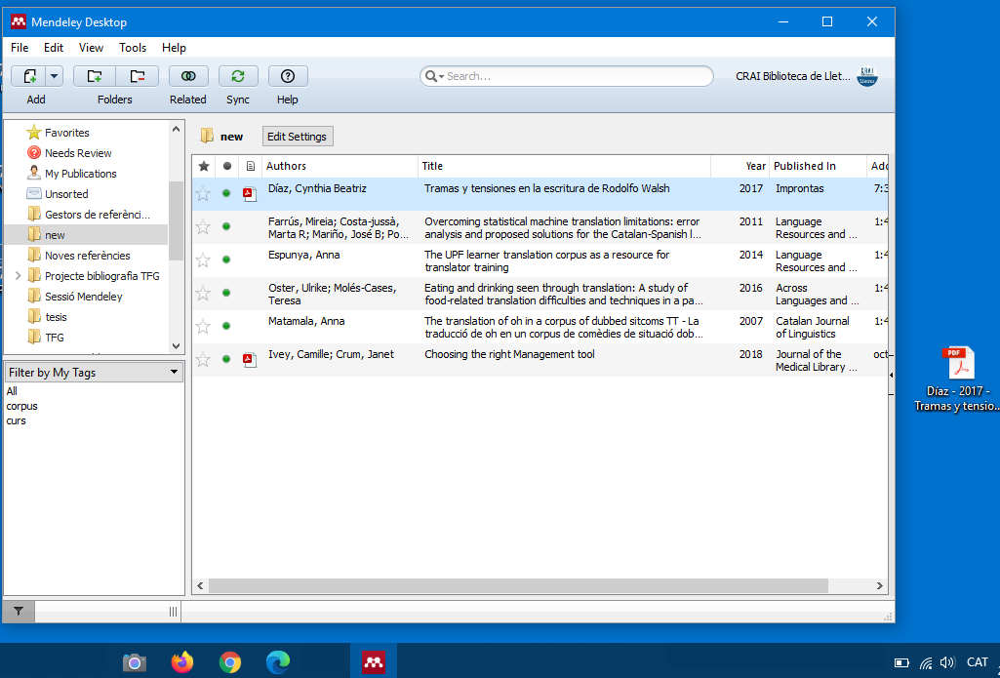 Mendeley Desktop
File Edit View Tools Help
Search...
CRAI Biblioteca de Llet...
CRAI
Lletres
Add Folders Related Sync Help
Favorites
Needs Review
My Publications
Unsorted
Gestors de referènci...
new
Noves referències
Projecte bibliografia TFG
Sessió Mendeley
tesis
TFG
Filter by My Tags
All
corpus
curs
new Edit Settings
Authors Title Year Published In Add
Díaz, Cynthia Beatriz Tramas y tensiones en la escritura de Rodolfo Walsh 2017 Improntas 7:3
Farrús, Mireia; Costa-jussà, Overcoming statistical machine translation limitations: error 2011 Language 1:4
Marta R; Mariño, José B; Po... analysis and proposed solutions for the Catalan-Spanish l... Resources and ...
Espunya, Anna The UPF learner translation corpus as a resource for 2014 Language 1:4
translator training Resources and ...
Oster, Ulrike; Molés-Cases, Eating and drinking seen through translation: A study of 2016 Across 1:4
Teresa food-related translation difficulties and techniques in a pa... Languages and ...
Matamala, Anna The translation of oh in a corpus of dubbed sitcoms TT - La 2007 Catalan Journal 1:4
traducció de oh en un corpus de comèdies de situació dob... of Linguistics
Ivey, Camille; Crum, Janet Choosing the right Management tool 2018 Journal of the oct
Medical Library ...
PDF
Díaz - 2017 -
Tramas y tensio...
CAT